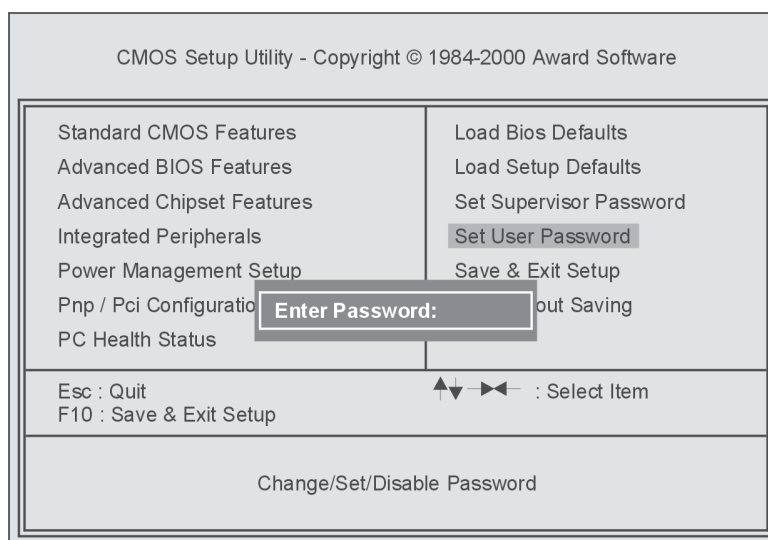 CMOS Setup Utility - Copyright © 1984-2000 Award Software
Standard CMOS Features
Advanced BIOS Features
Advanced Chipset Features
Integrated Peripherals
Power Management Setup
Pnp / Pci Configuratio
PC Health Status
Load Bios Defaults
Load Setup Defaults
Set Supervisor Password
Set User Password
Save & Exit Setup
out Saving
Enter Password:
Esc : Quit
F10 : Save & Exit Setup
: Select Item
Change/Set/Disable Password